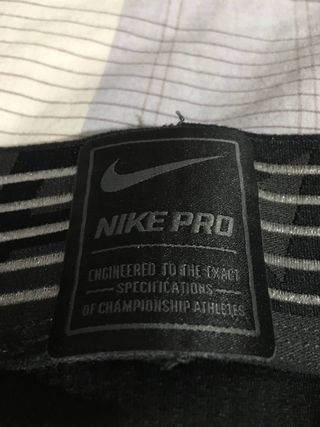 NIKE PRO
ENGINEERED TO THE EXACT
SPECIFICATIONS
OF CHAMPIONSHIP ATHLETES